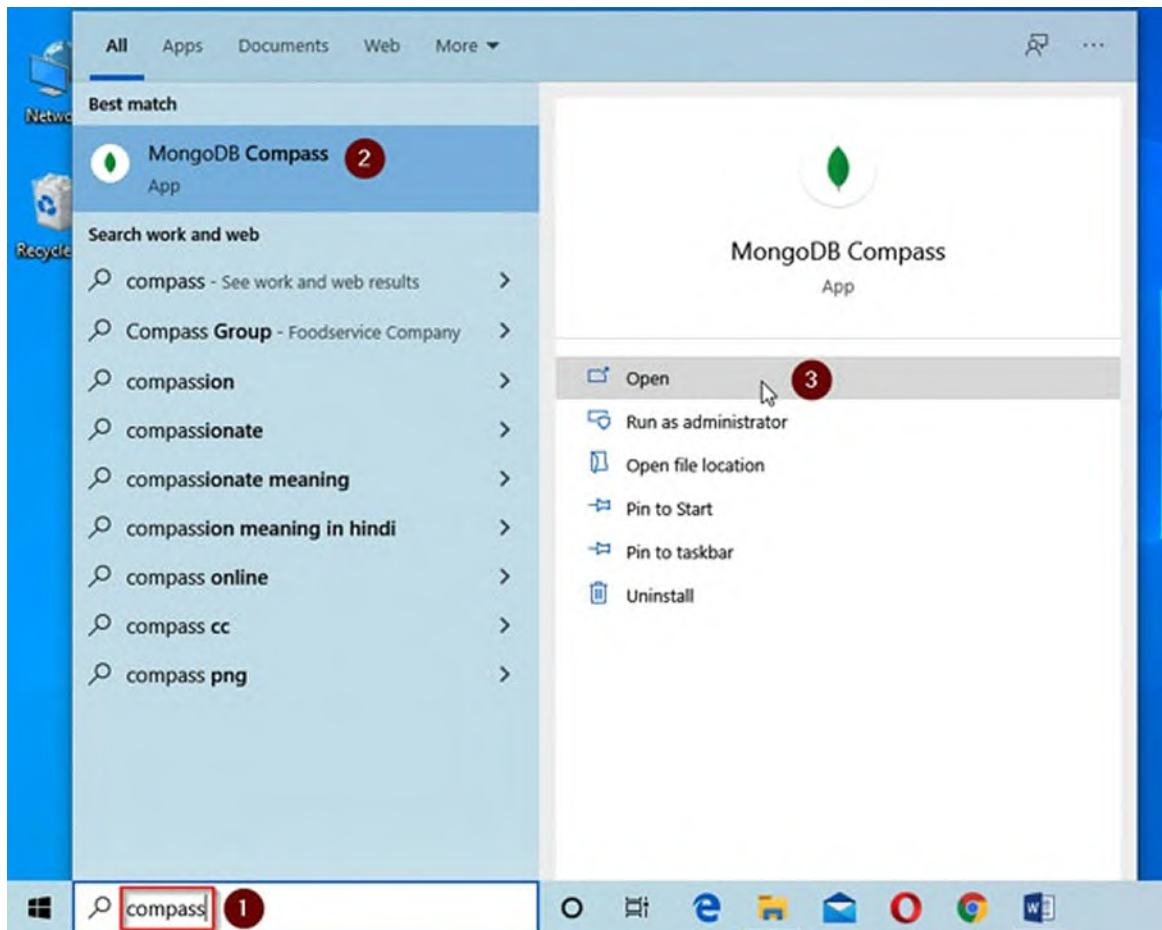 All Apps Documents Web More
Netwo
Best match
MongoDB Compass 2
App
Recycle
Search work and web
compass - See work and web results
Compass Group - Foodservice Company
compassion
compassionate
compassionate meaning
compassion meaning in hindi
compass online
compass cc
compass png
MongoDB Compass
App
Open 3
Run as administrator
Open file location
Pin to Start
Pin to taskbar
Uninstall
compass 1